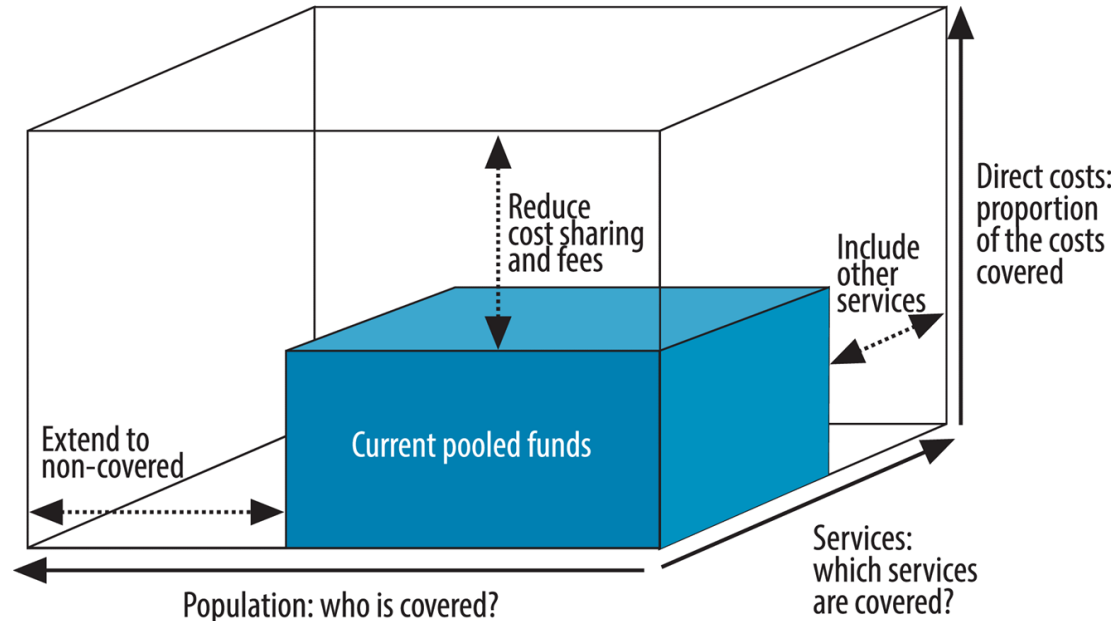 Reduce
cost sharing
and fees
Include
other
services
Direct costs:
proportion
of the costs
covered
Extend to
non-covered
Current pooled funds
Population: who is covered?
Services:
which services
are covered?